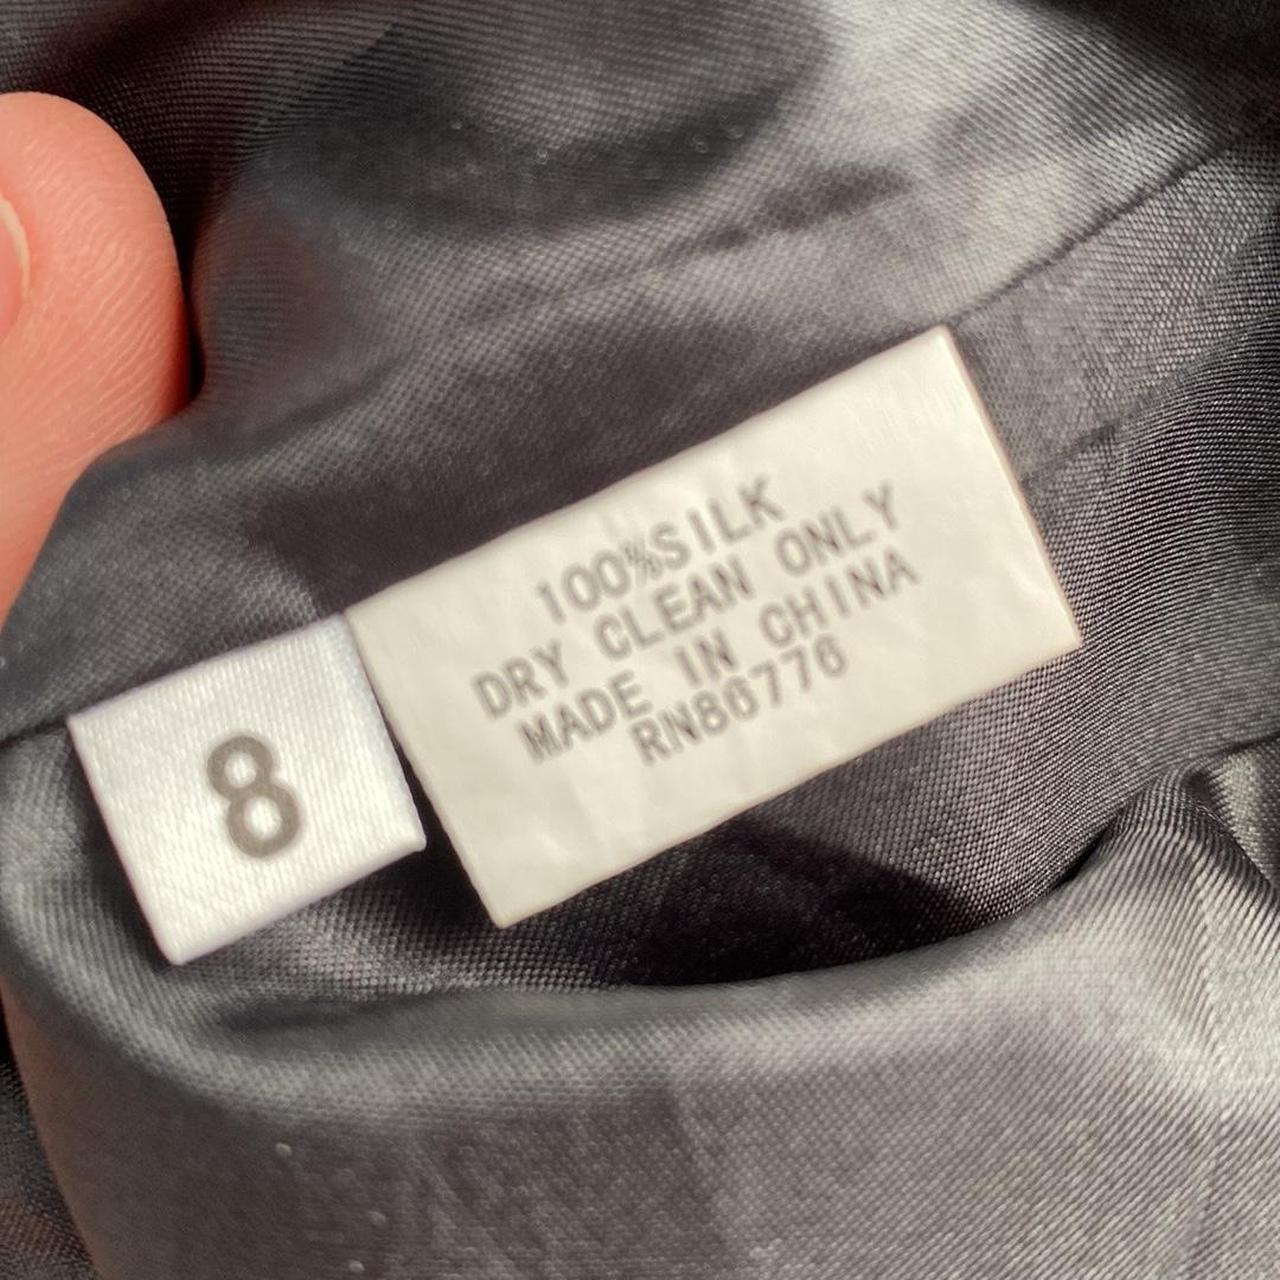 100%SILK
DRY CLEAN ONLY
MADE IN CHINA
RN86776
8